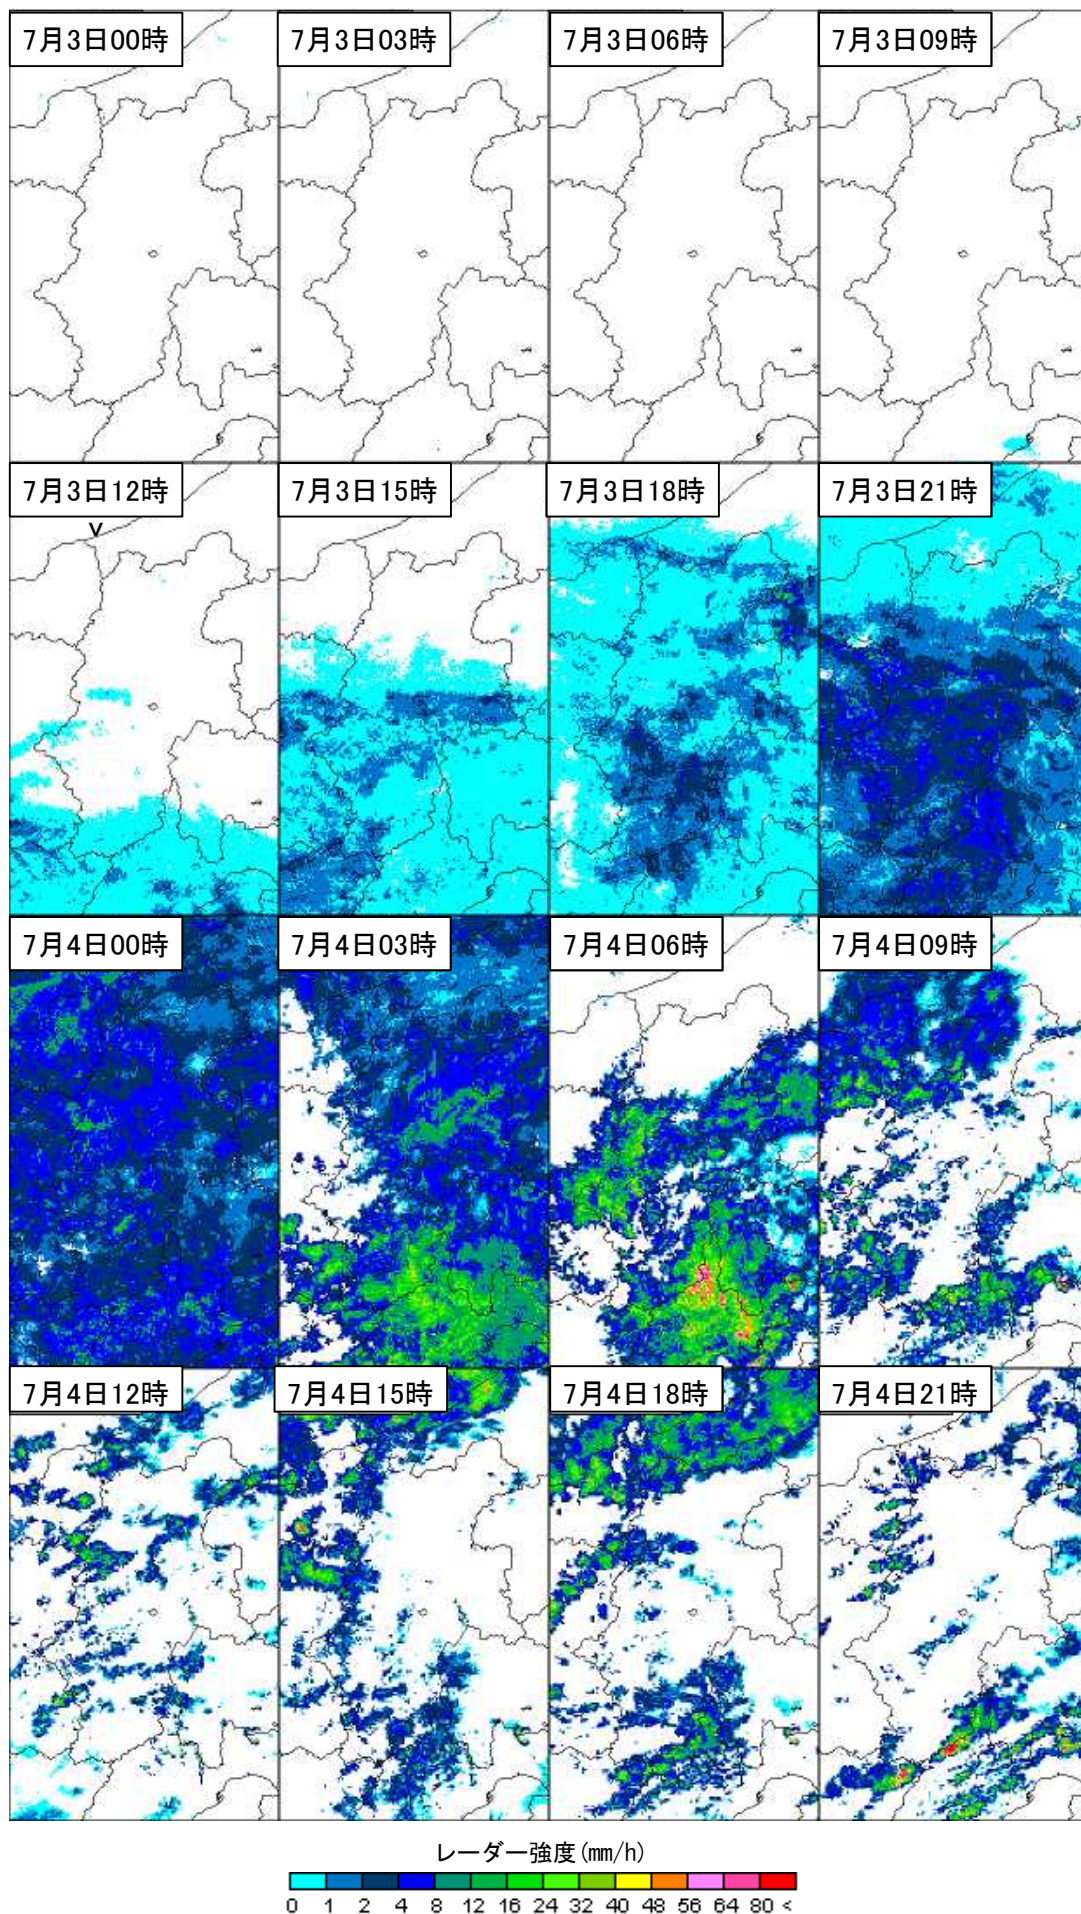 7月3日00時
7月3日03時
7月3日06時
7月3日09時
7月3日12時
7月3日15時
7月3日18時
7月3日21時
7月4日00時
7月4日03時
7月4日06時
7月4日09時
7月4日12時
7月4日15時
7月4日18時
7月4日21時
レーダー強度(mm/h)
0 1 2 4 8 12 16 24 32 40 48 56 64 80 <